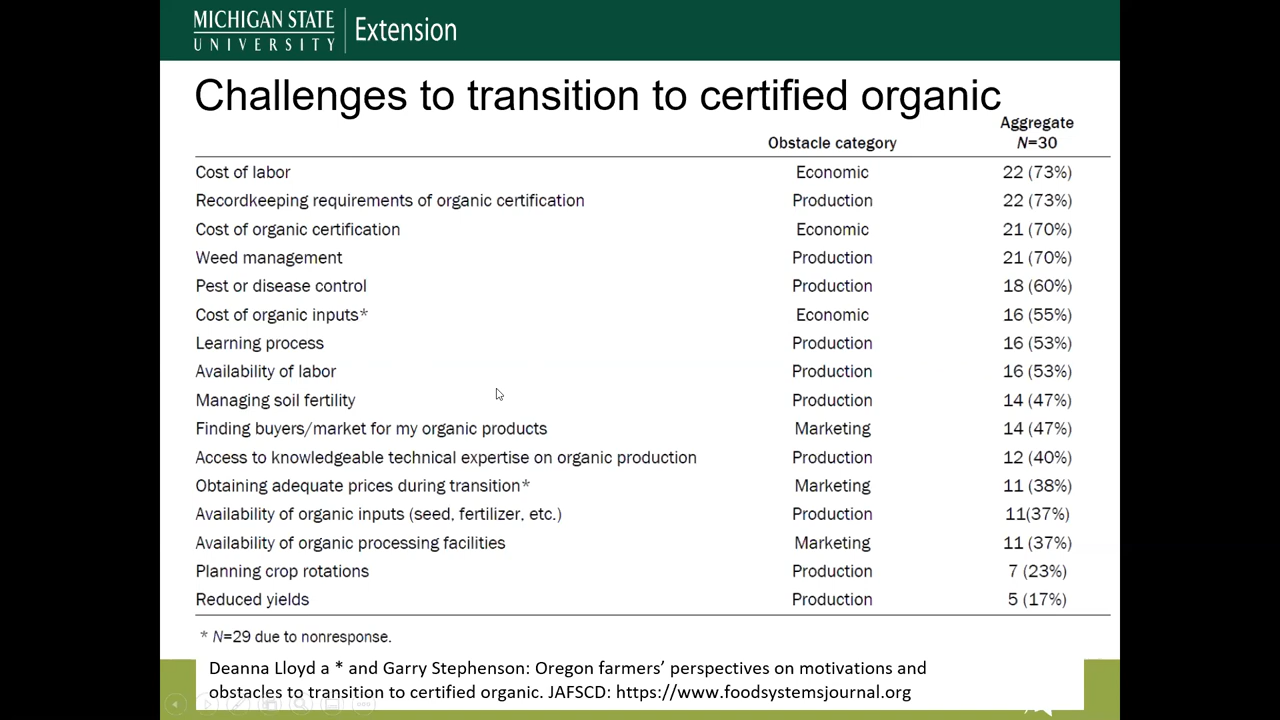 MICHIGAN STATE
UNIVERSITY
Extension
Challenges to transition to certified organic
Obstacle category
Aggregate
N=30
Cost of labor Economic 22 (73%)
Recordkeeping requirements of organic certification Production 22 (73%)
Cost of organic certification Economic 21 (70%)
Weed management Production 21 (70%)
Pest or disease control Production 18 (60%)
Cost of organic inputs* Economic 16 (55%)
Learning process Production 16 (53%)
Availability of labor Production 16 (53%)
Managing soil fertility Production 14 (47%)
Finding buyers/market for my organic products Marketing 14 (47%)
Access to knowledgeable technical expertise on organic production Production 12 (40%)
Obtaining adequate prices during transition* Marketing 11 (38%)
Availability of organic inputs (seed, fertilizer, etc.) Production 11(37%)
Availability of organic processing facilities Marketing 11 (37%)
Planning crop rotations Production 7 (23%)
Reduced yields Production 5 (17%)
* N=29 due to nonresponse.
Deanna Lloyd a * and Garry Stephenson: Oregon farmers’ perspectives on motivations and
obstacles to transition to certified organic. JAFSCD: https://www.foodsystemsjournal.org